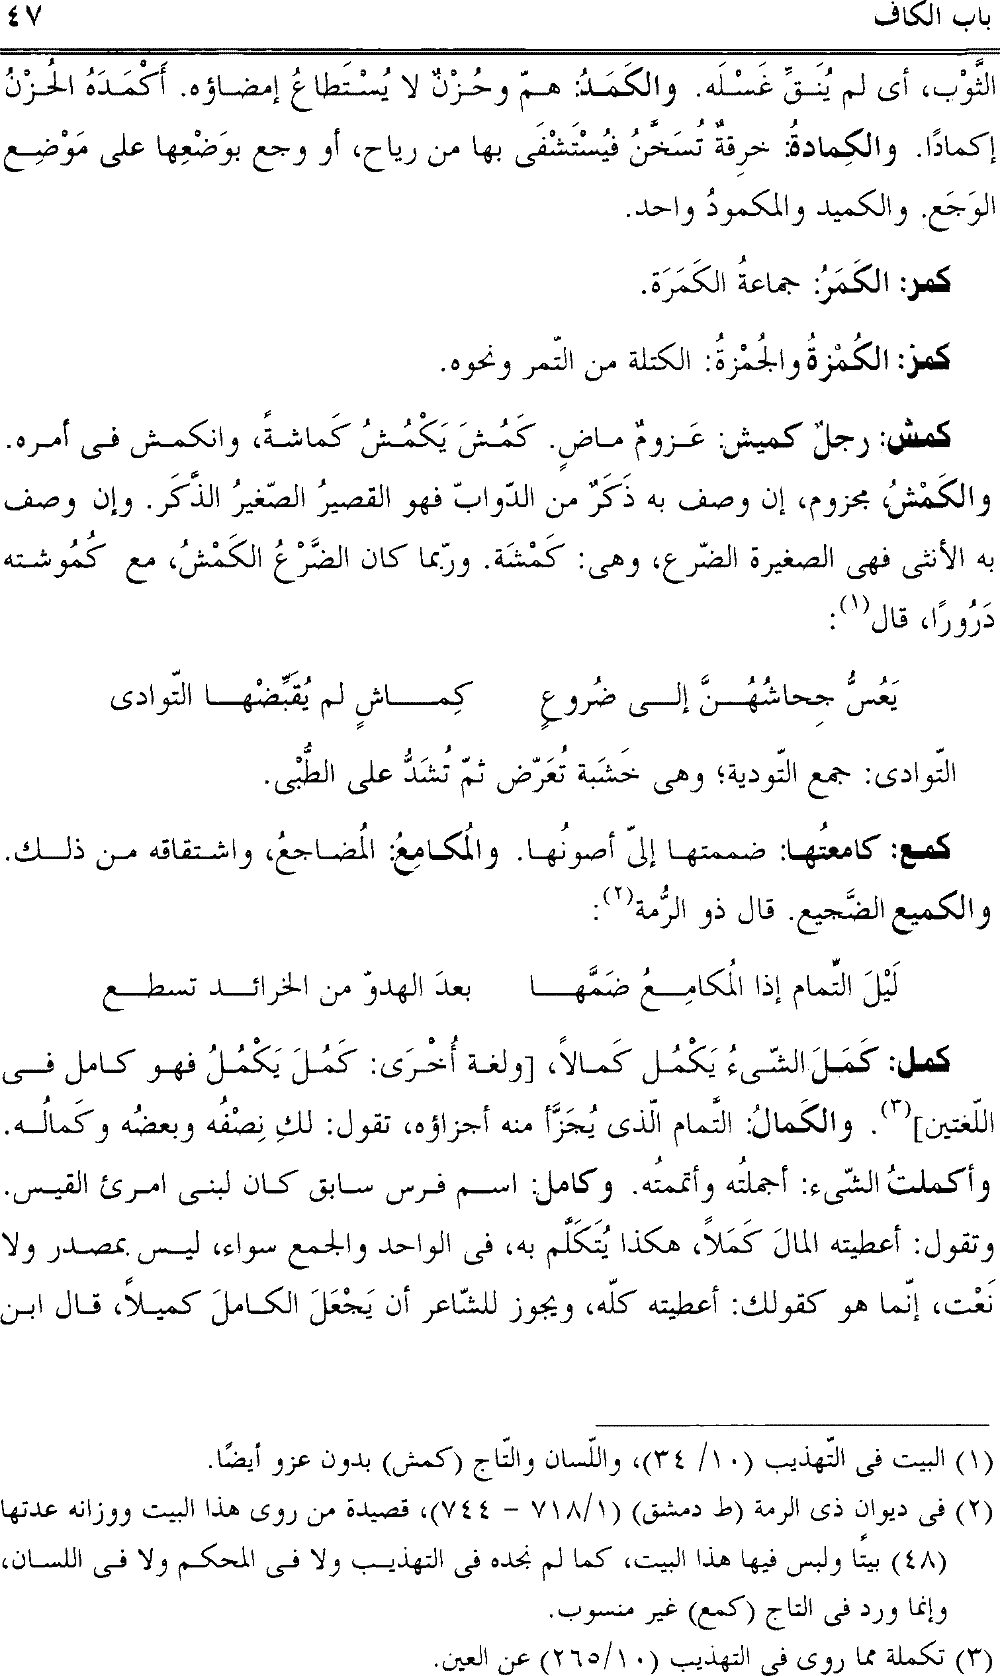 باب الكاف ٤٧
الثَّوْب، أى لم يُنَقِّ غَسْلَه. والكَمَدُ: همّ وحُزْنٌ لا يُسْتَطاعُ إمضاؤه. أَكْمَدَهُ الحُزْنُ
إكمادًا. والكِمادةُ: خرِقةٌ تُسَخَّنُ فيُسْتَشْفَى بها من رياح، أو وجع بوَضْعِها على مَوْضِع
الوَجَع. والكميد والمكمودُ واحد.
كمر: الكَمَرُ: جماعةُ الكَمَرَة.
كمز: الكُمْزةُ والجُمْزةُ: الكتلة من التّمر ونحوه.
كمش: رجلٌ كميش: عَزومٌ ماضٍ. كَمُشَ يَكْمُشُ كَماشةً، وانكمش فى أمره.
والكَمْشُ، مجزوم، إن وصف به ذَكَرٌ من الدّوابّ فهو القصيرُ الصّغيرُ الذَّكَر. وإن وصف
به الأنثى فهى الصغيرة الضّرع، وهى: كَمْشَة. وربّما كان الضَّرْعُ الكَمْشُ، مع كُمُوشته
دَرُورًا، قال(١):
يَعُسُّ جِحاشُهُنَّ إلى ضُروعٍ كِماشٍ لم يُقَبِّضْها التّوادى
التّوادى: جمع التّودية؛ وهى خَشَبة تُعَرّض ثمّ تُشَدُّ على الطُّبْى.
كمع: كامعتُها: ضممتها إلىّ أصونُها. والمُكامِعُ: المُضاجعُ، واشتقاقه من ذلك.
والكميع الضَّجيع. قال ذو الرُّمة(٢):
لَيْلَ التّمام إذا المُكامِعُ ضَمَّها بعدَ الهدوّ من الخرائد تسطع
كمل: كَمَلَ الشّىءُ يَكْمُل كَمالاً، [ولغة أُخْرَى: كَمُلَ يَكْمُلُ فهو كامل فى
اللّغتين](٣). والكَمالُ: التَّمام الّذى يُجَزَّأ منه أجزاؤه، تقول: لكِ نِصْفُه وبعضُه وكَمالُه.
وأكملتُ الشّىء: أجملتُه وأتممتُه. وكامل: اسم فرس سابق كان لبنى امرئ القيس.
وتقول: أعطيته المالَ كَمَلاً، هكذا يُتَكَلَّم به، فى الواحد والجمع سواء، ليس بمصدر ولا
نَعْت، إنّما هو كقولك: أعطيته كلّه، ويجوز للشّاعر أن يَجْعَلَ الكاملَ كميلاً، قال ابن
(١) البيت فى التّهذيب (١٠/ ٣٤)، واللّسان والتّاج (كمش) بدون عزو أيضًا.
(٢) فى ديوان ذى الرمة (ط دمشق) (٧١٨/١ – ٧٤٤)، قصيدة من روى هذا البيت ووزانه عدتها
(٤٨) بيتًا وليس فيها هذا البيت، كما لم نجده فى التهذيب ولا فى المحكم ولا فى اللسان،
وإنما ورد فى التاج (كمع) غير منسوب.
(٣) تكملة مما روى فى التهذيب (٢٦٥/١٠) عن العين.